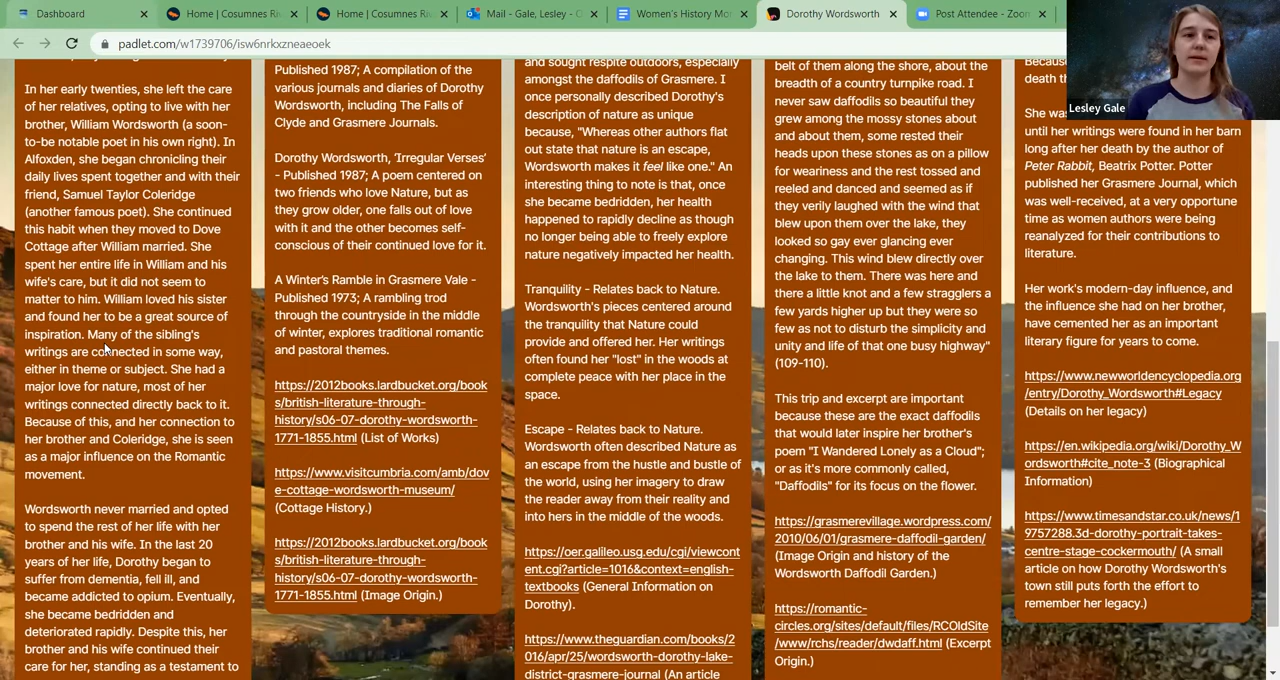 Dashboard
Home | Cosumnes Riv
Home | Cosumnes Riv
Mail - Gale, Lesley - O
Women's History Mo
Dorothy Wordsworth
Post Attendee - Zoom
padlet.com/w1739706/isw6nrkxzneaeoek
Lesley Gale
In her early twenties, she left the care
of her relatives, opting to live with her
brother, William Wordsworth (a soon-
to-be notable poet in his own right). In
Alfoxden, she began chronicling their
daily lives spent together and with their
friend, Samuel Taylor Coleridge
(another famous poet). She continued
this habit when they moved to Dove
Cottage after William married. She
spent her entire life in William and his
wife's care, but it did not seem to
matter to him. William loved his sister
and found her to be a great source of
inspiration. Many of the sibling's
writings are connected in some way,
either in theme or subject. She had a
major love for nature, most of her
writings connected directly back to it.
Because of this, and her connection to
her brother and Coleridge, she is seen
as a major influence on the Romantic
movement.
Wordsworth never married and opted
to spend the rest of her life with her
brother and his wife. In the last 20
years of her life, Dorothy began to
suffer from dementia, fell ill, and
became addicted to opium. Eventually,
she became bedridden and
deteriorated rapidly. Despite this, her
brother and his wife continued their
care for her, standing as a testament to
Published 1987; A compilation of the
various journals and diaries of Dorothy
Wordsworth, including The Falls of
Clyde and Grasmere Journals.
Dorothy Wordsworth, 'Irregular Verses'
- Published 1987; A poem centered on
two friends who love Nature, but as
they grow older, one falls out of love
with it and the other becomes self-
conscious of their continued love for it.
A Winter's Ramble in Grasmere Vale -
Published 1973; A rambling trod
through the countryside in the middle
of winter, explores traditional romantic
and pastoral themes.
https://2012books.lardbucket.org/book
s/british-literature-through-
history/s06-07-dorothy-wordsworth-
1771-1855.html (List of Works)
https://www.visitcumbria.com/amb/dov
e-cottage-wordsworth-museum/
(Cottage History.)
https://2012books.lardbucket.org/book
s/british-literature-through-
history/s06-07-dorothy-wordsworth-
1771-1855.html (Image Origin.)
and sought respite outdoors, especially
amongst the daffodils of Grasmere. I
once personally described Dorothy's
description of nature as unique
because, "Whereas other authors flat
out state that nature is an escape,
Wordsworth makes it feel like one." An
interesting thing to note is that, once
she became bedridden, her health
happened to rapidly decline as though
no longer being able to freely explore
nature negatively impacted her health.
Tranquility - Relates back to Nature.
Wordsworth's pieces centered around
the tranquility that Nature could
provide and offered her. Her writings
often found her "lost" in the woods at
complete peace with her place in the
space.
Escape - Relates back to Nature.
Wordsworth often described Nature as
an escape from the hustle and bustle of
the world, using her imagery to draw
the reader away from their reality and
into hers in the middle of the woods.
https://oer.galileo.usg.edu/cgi/viewcont
ent.cgi?article=1016&context=english-
textbooks (General Information on
Dorothy).
https://www.theguardian.com/books/2
016/apr/25/wordsworth-dorothy-lake-
district-grasmere-journal (An article
belt of them along the shore, about the
breadth of a country turnpike road. I
never saw daffodils so beautiful they
grew among the mossy stones about
and about them, some rested their
heads upon these stones as on a pillow
for weariness and the rest tossed and
reeled and danced and seemed as if
they verily laughed with the wind that
blew upon them over the lake, they
looked so gay ever glancing ever
changing. This wind blew directly over
the lake to them. There was here and
there a little knot and a few stragglers a
few yards higher up but they were so
few as not to disturb the simplicity and
unity and life of that one busy highway"
(109-110).
This trip and excerpt are important
because these are the exact daffodils
that would later inspire her brother's
poem "I Wandered Lonely as a Cloud";
or as it's more commonly called,
"Daffodils" for its focus on the flower.
https://grasmerevillage.wordpress.com/
2010/06/01/grasmere-daffodil-garden/
(Image Origin and history of the
Wordsworth Daffodil Garden.)
https://romantic-
circles.org/sites/default/files/RCOldSite
/www/rchs/reader/dwdaff.html (Excerpt
Origin.)
death th
She wa
until her writings were found in her barn
long after her death by the author of
Peter Rabbit, Beatrix Potter. Potter
published her Grasmere Journal, which
was well-received, at a very opportune
time as women authors were being
reanalyzed for their contributions to
literature.
Her work's modern-day influence, and
the influence she had on her brother,
have cemented her as an important
literary figure for years to come.
https://www.newworldencyclopedia.org
/entry/Dorothy_Wordsworth#Legacy
(Details on her legacy)
https://en.wikipedia.org/wiki/Dorothy_W
ordsworth#cite_note-3 (Biographical
Information)
https://www.timesandstar.co.uk/news/1
9757288.3d-dorothy-portrait-takes-
centre-stage-cockermouth/ (A small
article on how Dorothy Wordsworth's
town still puts forth the effort to
remember her legacy.)